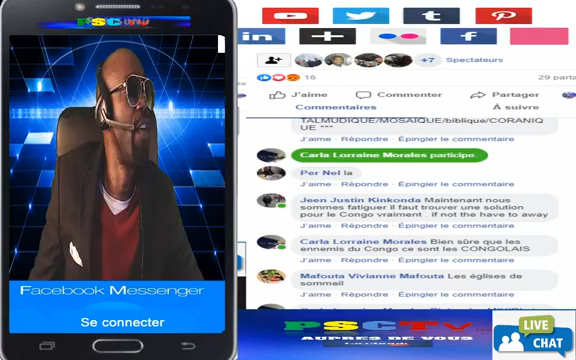 PSCTV
Facebook Messenger
Se connecter
in
f
+7 Spectateurs
16
29 parta
J'aime
Commenter
Partager
Commentaires
À suivre
TALMUDIQUE/MOSAIQUE/biblique/CORANIQ
UE ***
J'aime · Répondre · Épingler le commentaire
Carla Lorraine Morales participe.
Per Nel la
J'aime · Répondre · Épingler le commentaire
Jeen Justin Kinkonda Maintenant nous
sommes fatiguer il faut trouver une solution
pour le Congo vraiment . if not the have to away
J'aime · Répondre · Épingler le commentaire
Carla Lorraine Morales Bien sûre que les
ennemis du Congo ce sont les CONGOLAIS
J'aime · Répondre · Épingler le commentaire
Mafouta Vivianne Mafouta Les églises de
sommeil
J'aime · Répondre · Épingler le commentaire
PSCTV
AUPRES DE VOUS
LIVE
CHAT